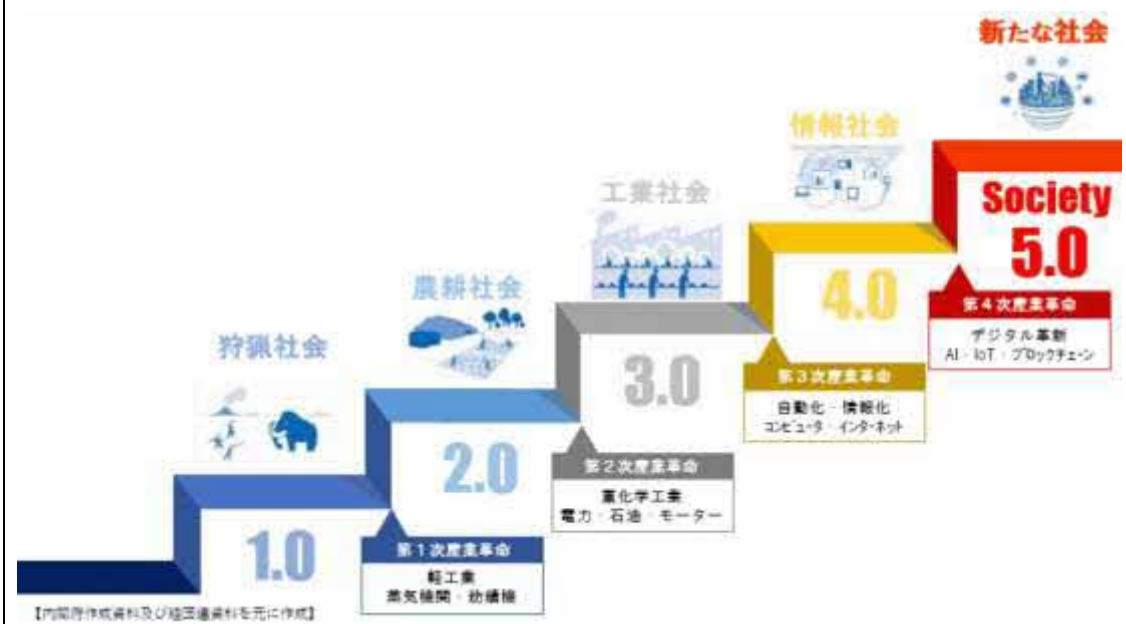 新たな社会
情報社会
工業社会
農耕社会
狩猟社会
Society
5.0
4.0
3.0
2.0
1.0
第4次産業革命
デジタル革新
AI・IoT・ブロックチェーン
第3次産業革命
自動化・情報化
コンピュータ・インターネット
第2次産業革命
重化学工業
電力・石油・モーター
第1次産業革命
軽工業
蒸気機関・紡績機
【内閣府作成資料及び経団連資料を元に作成】